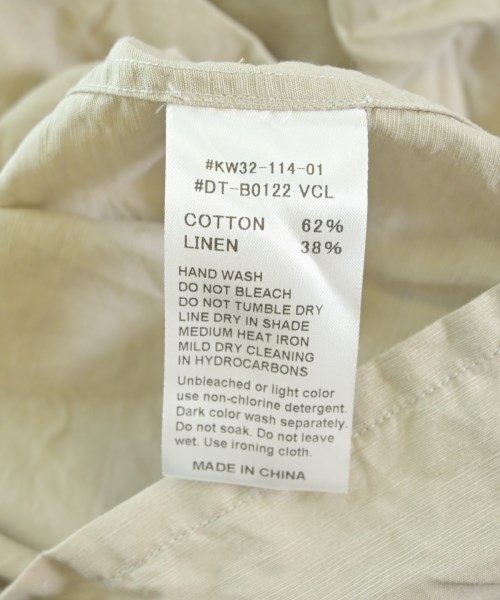 #KW32-114-01
#DT-B0122 VCL
COTTON 62%
LINEN 38%
HAND WASH
DO NOT BLEACH
DO NOT TUMBLE DRY
LINE DRY IN SHADE
MEDIUM HEAT IRON
MILD DRY CLEANING
IN HYDROCARBONS
Unbleached or light color
use non-chlorine detergent.
Dark color wash separately.
Do not soak. Do not leave
wet. Use ironing cloth.
MADE IN CHINA